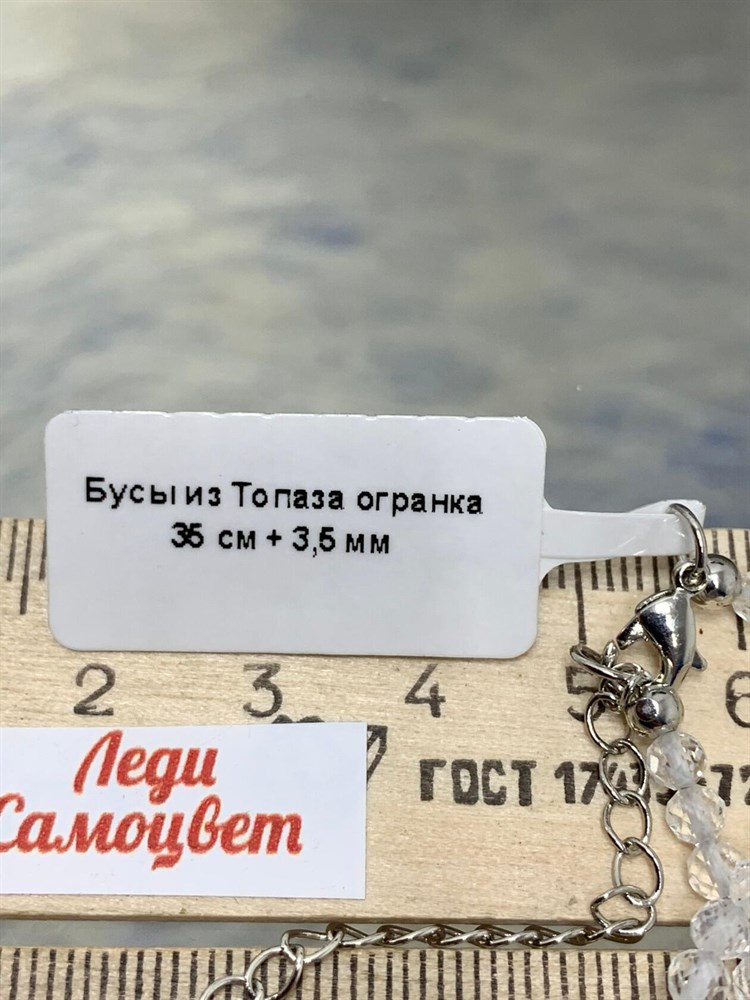 Бусы из Топаза огранка
35 см + 3,5 мм
2 3 4 5 6
ГОСТ
Леди
Самоцвет